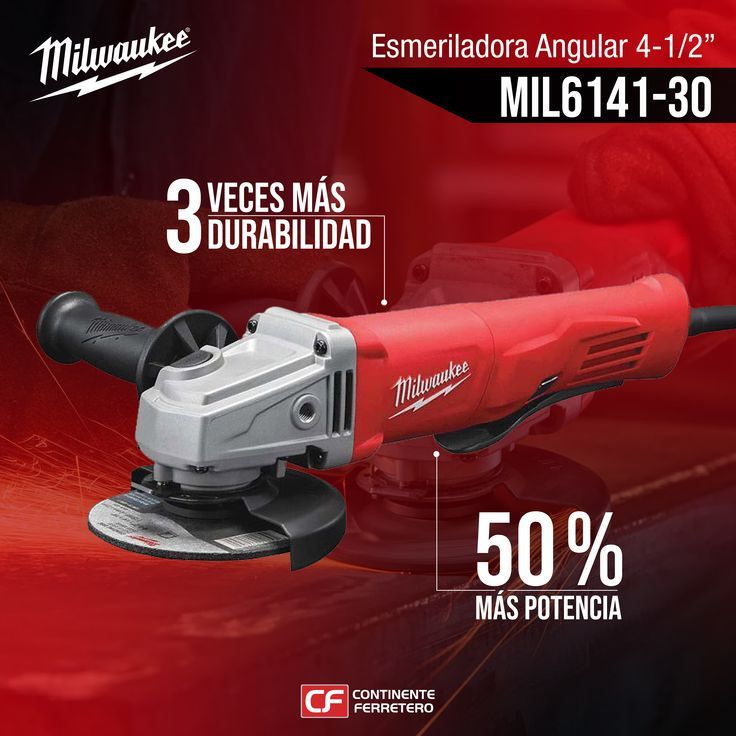 Milwaukee
Esmeriladora Angular 4-1/2”
MIL6141-30
3 VECES MÁS
DURABILIDAD
Milwaukee
Milwaukee
50%
MÁS POTENCIA
CF CONTINENTE
FERRETERO